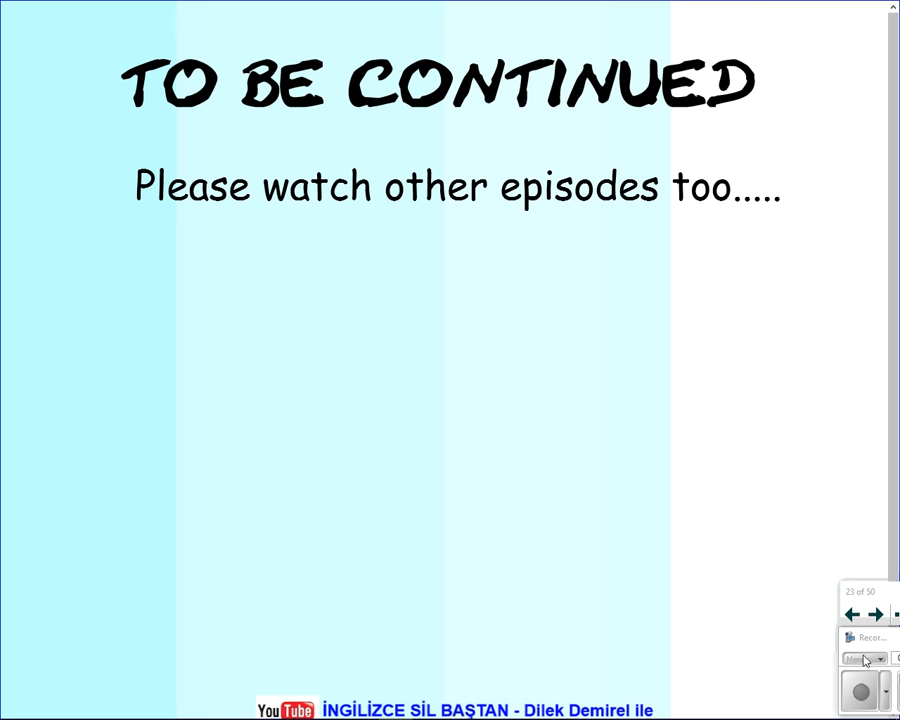 TO BE CONTINUED
Please watch other episodes too.....
23 of 50
Recor...
YouTube İNGİLİZCE SİL BAŞTAN - Dilek Demirel ile